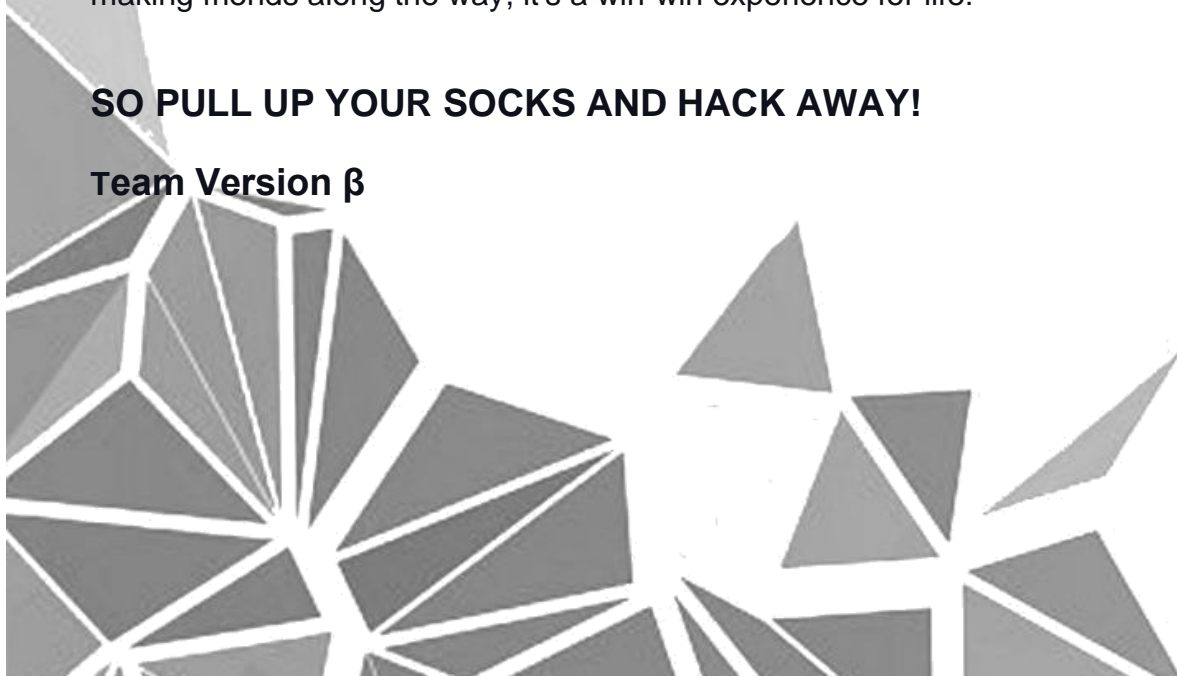 making friends along the way, it's a win-win experience for life.
SO PULL UP YOUR SOCKS AND HACK AWAY!
Team Version β